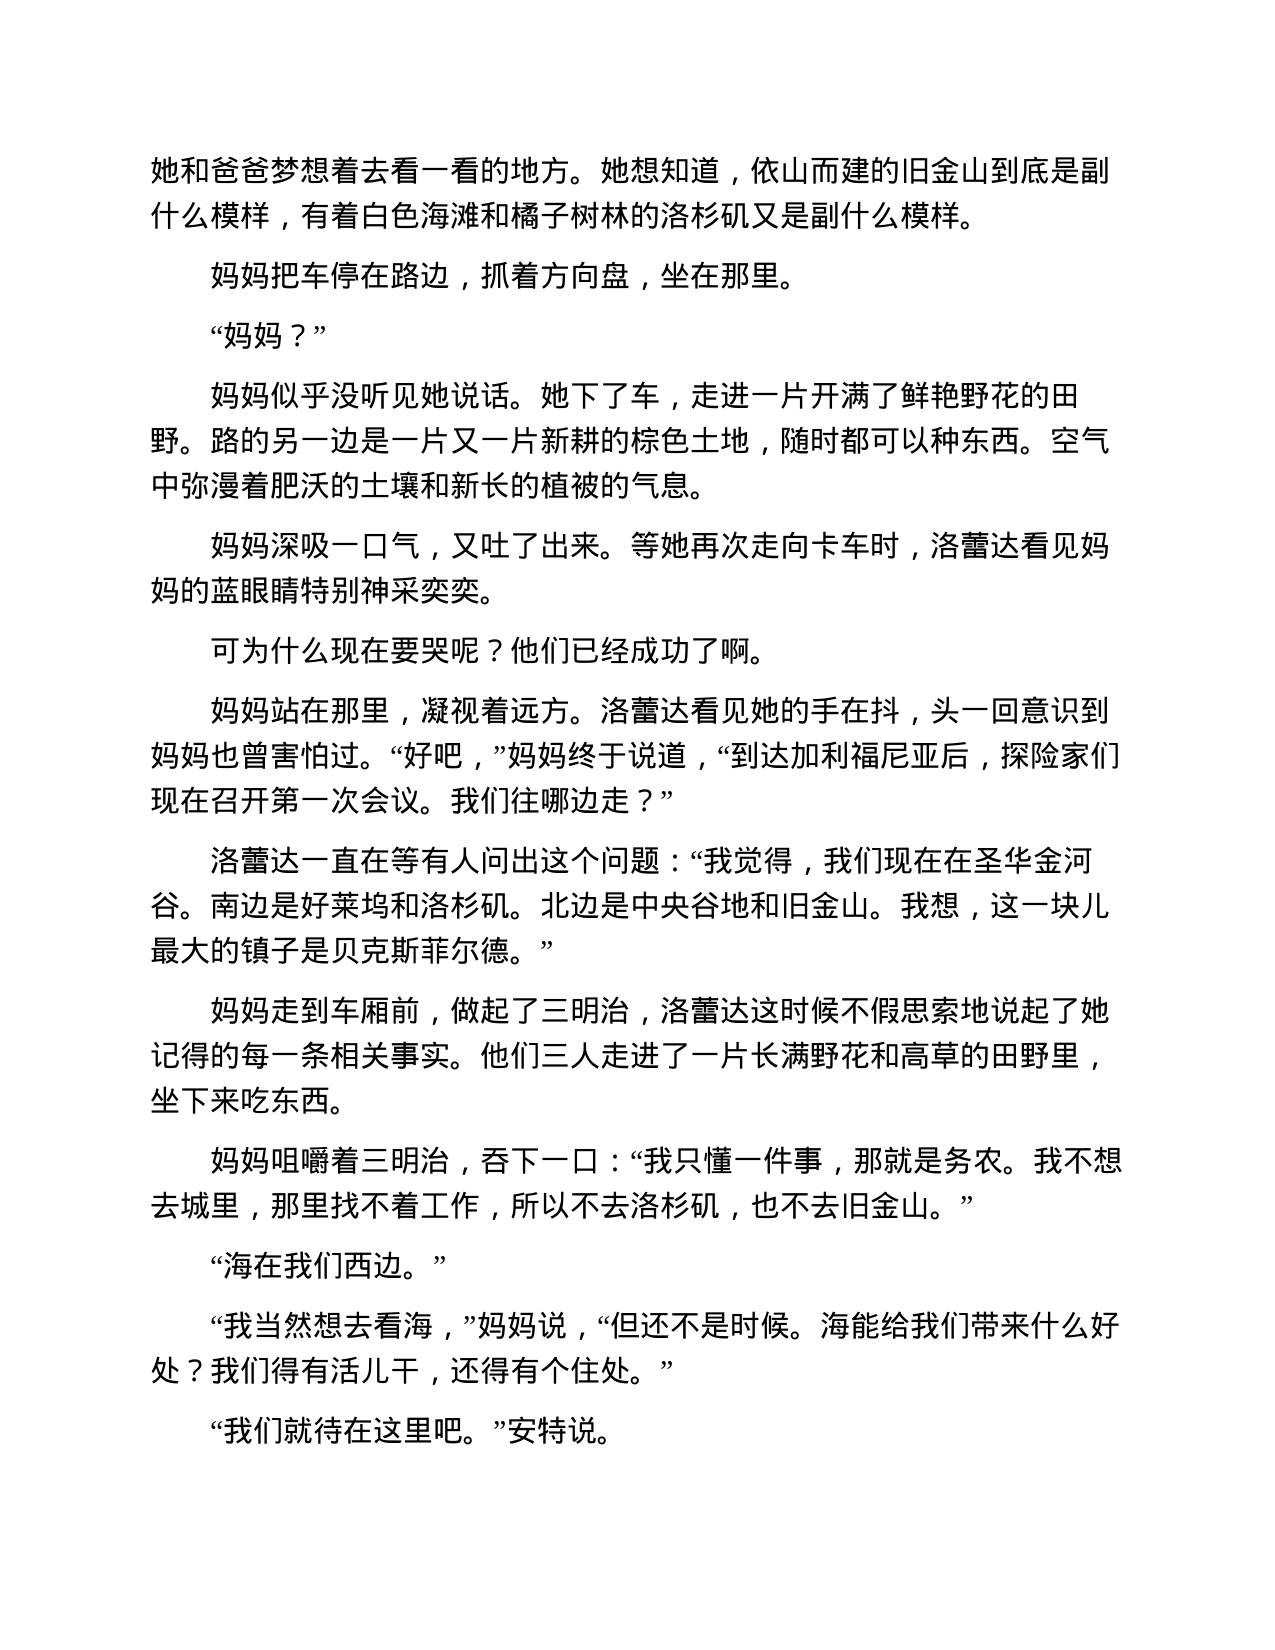 她和爸爸梦想着去看一看的地方。她想知道，依山而建的旧金山到底是副
什么模样，有着白色海滩和橘子树林的洛杉矶又是副什么模样。
妈妈把车停在路边，抓着方向盘，坐在那里。
“妈妈？”
妈妈似乎没听见她说话。她下了车，走进一片开满了鲜艳野花的田
野。路的另一边是一片又一片新耕的棕色土地，随时都可以种东西。空气
中弥漫着肥沃的土壤和新长的植被的气息。
妈妈深吸一口气，又吐了出来。等她再次走向卡车时，洛蕾达看见妈
妈的蓝眼睛特别神采奕奕。
可为什么现在要哭呢？他们已经成功了啊。
妈妈站在那里，凝视着远方。洛蕾达看见她的手在抖，头一回意识到
妈妈也曾害怕过。“好吧，”妈妈终于说道，“到达加利福尼亚后，探险家们
现在召开第一次会议。我们往哪边走？”
洛蕾达一直在等有人问出这个问题：“我觉得，我们现在在圣华金河
谷。南边是好莱坞和洛杉矶。北边是中央谷地和旧金山。我想，这一块儿
最大的镇子是贝克斯菲尔德。”
妈妈走到车厢前，做起了三明治，洛蕾达这时候不假思索地说起了她
记得的每一条相关事实。他们三人走进了一片长满野花和高草的田野里，
坐下来吃东西。
妈妈咀嚼着三明治，吞下一口：“我只懂一件事，那就是务农。我不想
去城里，那里找不着工作，所以不去洛杉矶，也不去旧金山。”
“海在我们西边。”
“我当然想去看海，”妈妈说，“但还不是时候。海能给我们带来什么好
处？我们得有活儿干，还得有个住处。”
“我们就待在这里吧。”安特说。